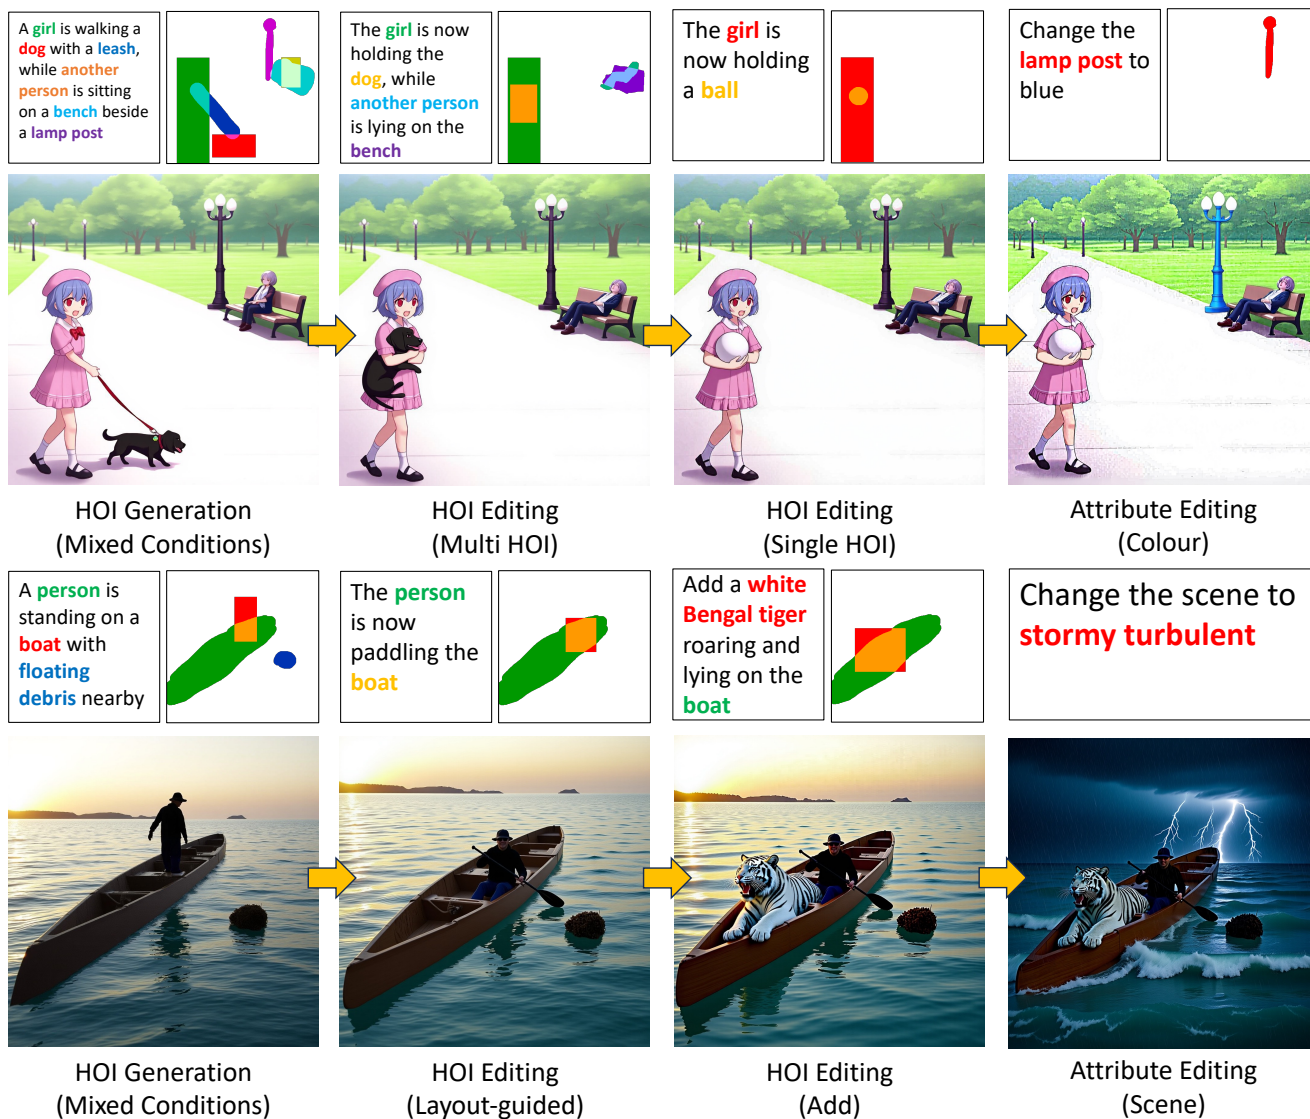 A girl is walking a
dog with a leash,
while another
person is sitting
on a bench beside
a lamp post
The girl is now
holding the
dog, while
another person
is lying on the
bench
The girl is
now holding
a ball
Change the
lamp post to
blue
HOI Generation
(Mixed Conditions)
HOI Editing
(Multi HOI)
HOI Editing
(Single HOI)
Attribute Editing
(Colour)
A person is
standing on a
boat with
floating
debris nearby
The person
is now
paddling the
boat
Add a white
Bengal tiger
roaring and
lying on the
boat
Change the scene to
stormy turbulent
HOI Generation
(Mixed Conditions)
HOI Editing
(Layout-guided)
HOI Editing
(Add)
Attribute Editing
(Scene)